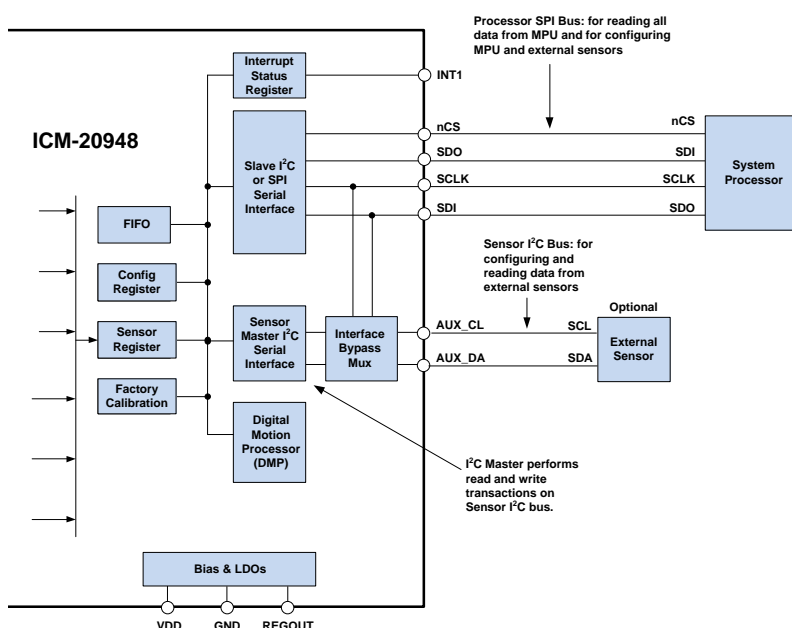 Processor SPI Bus: for reading all
data from MPU and for configuring
MPU and external sensors
ICM-20948
Interrupt
Status
Register
INT1
Slave I²C
or SPI
Serial
Interface
nCS
SDO
SCLK
SDI
nCS
SDI
SCLK
SDO
System
Processor
FIFO
Config
Register
Sensor
Register
Factory
Calibration
Sensor I²C Bus: for
configuring and
reading data from
external sensors
Sensor
Master I²C
Serial
Interface
Interface
Bypass
Mux
AUX_CL
AUX_DA
SCL
SDA
Optional
External
Sensor
Digital
Motion
Processor
(DMP)
I²C Master performs
read and write
transactions on
Sensor I²C bus.
Bias & LDOs
VDD
GND
REGOUT